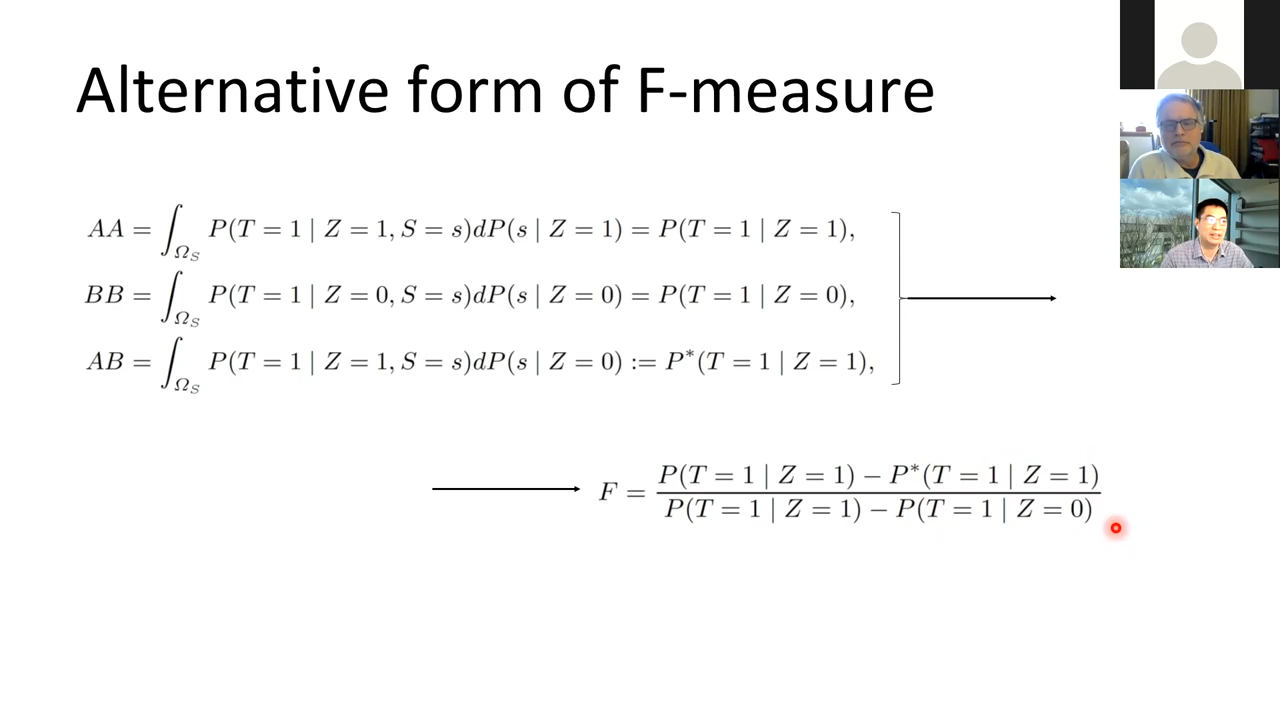 Alternative form of F-measure
AA = ∫_{Ω_S} P(T = 1 | Z = 1, S = s)dP(s | Z = 1) = P(T = 1 | Z = 1),
BB = ∫_{Ω_S} P(T = 1 | Z = 0, S = s)dP(s | Z = 0) = P(T = 1 | Z = 0),
AB = ∫_{Ω_S} P(T = 1 | Z = 1, S = s)dP(s | Z = 0) := P*(T = 1 | Z = 1),
F = \frac{P(T = 1 | Z = 1) − P*(T = 1 | Z = 1)}{P(T = 1 | Z = 1) − P(T = 1 | Z = 0)}